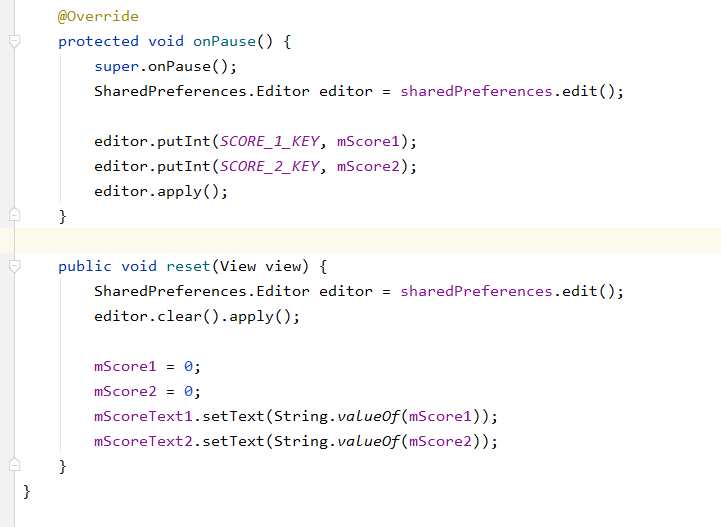 @Override
protected void onPause() {
super.onPause();
SharedPreferences.Editor editor = sharedPreferences.edit();
editor.putInt(SCORE_1_KEY, mScore1);
editor.putInt(SCORE_2_KEY, mScore2);
editor.apply();
}
public void reset(View view) {
SharedPreferences.Editor editor = sharedPreferences.edit();
editor.clear().apply();
mScore1 = 0;
mScore2 = 0;
mScoreText1.setText(String.valueOf(mScore1));
mScoreText2.setText(String.valueOf(mScore2));
}
}